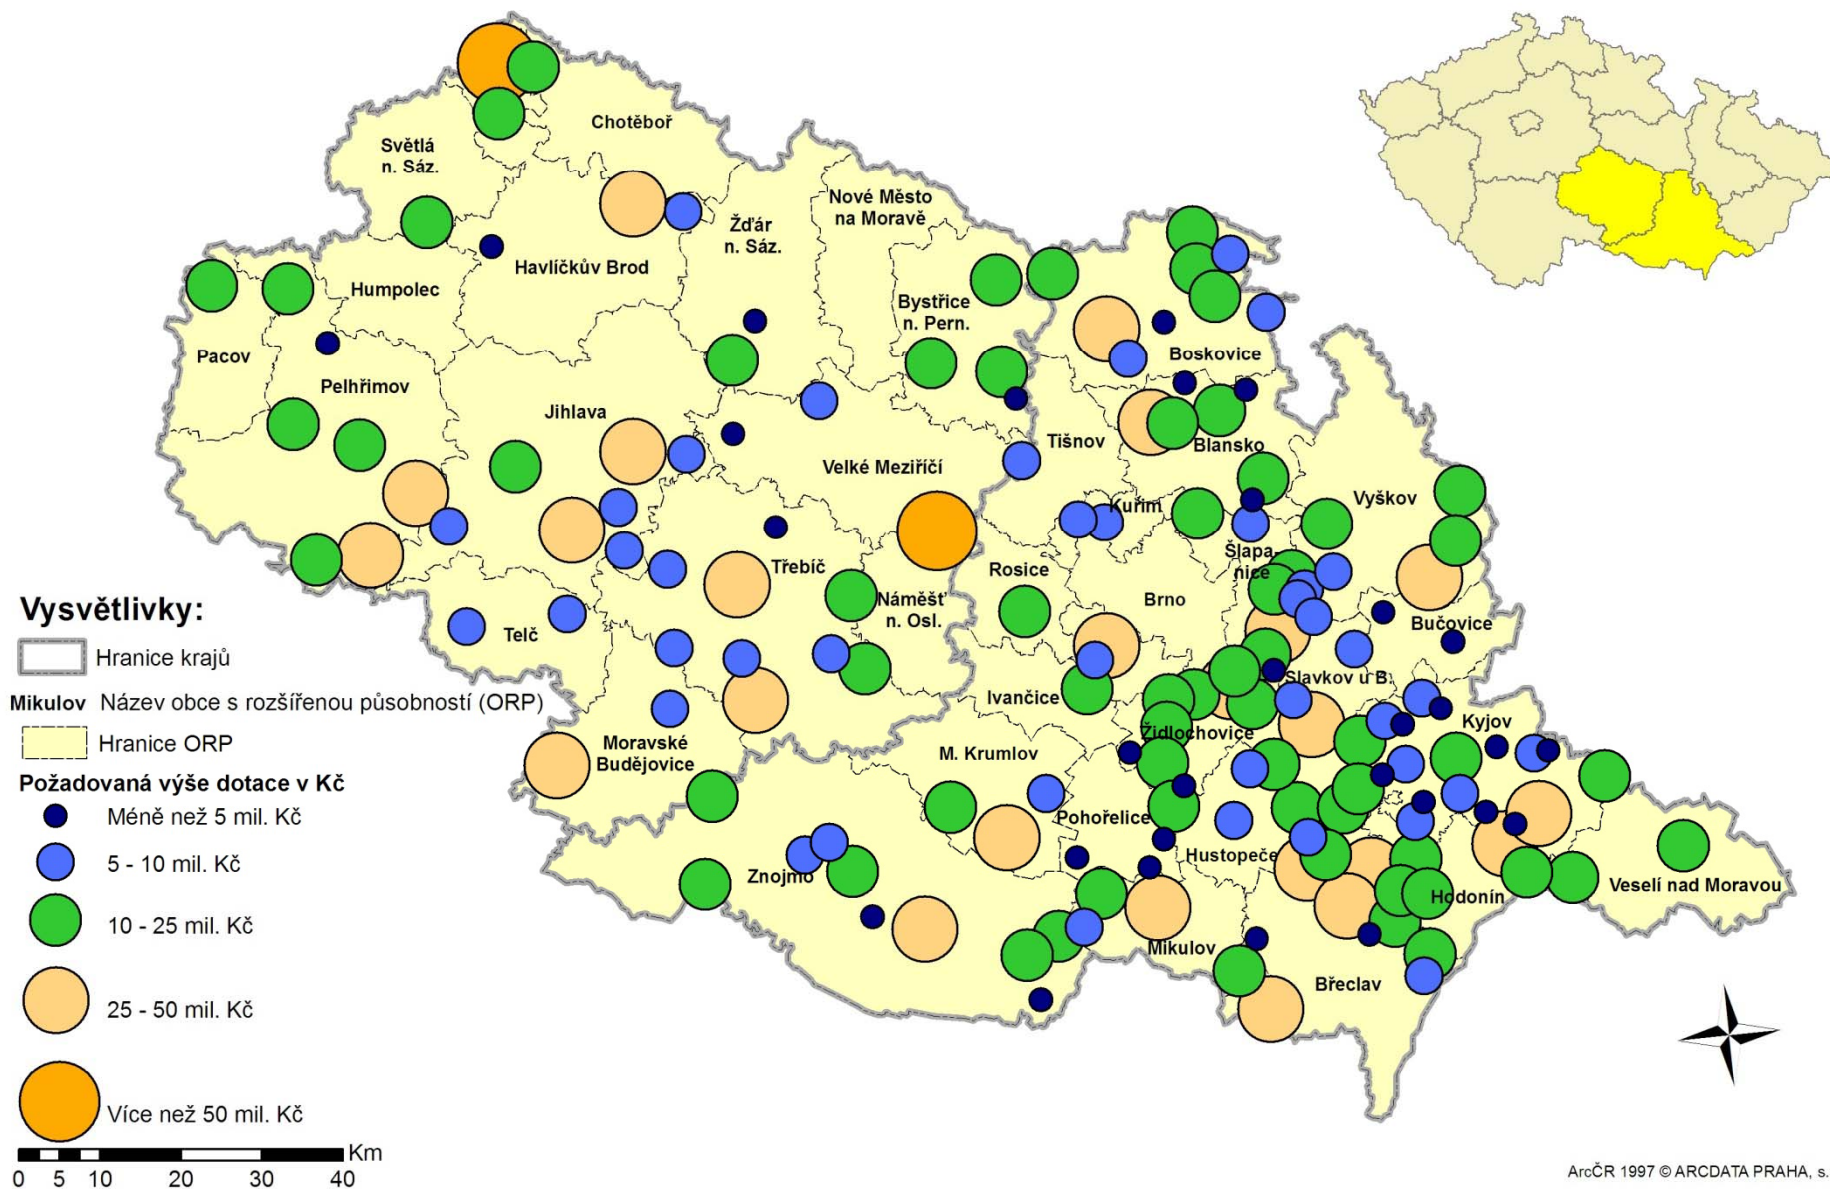 Chotěboř
Světlá
n. Sáz.
Nové Město
na Moravě
Žďár
n. Sáz.
Havlíčkův Brod
Humpolec
Bystřice
n. Pern.
Pacov
Boskovice
Pelhřimov
Jihlava
Tišnov
Blansko
Velké Meziříčí
Vyškov
Kuřim
Šlapa-
nice
Třebíč
Rosice
Brno
Náměšť
n. Osl.
Bučovice
Telč
Slavkov u B.
Ivančice
Kyjov
Židlochovice
Moravské
Budějovice
M. Krumlov
Pohořelice
Hustopeče
Znojmo
Veselí nad Moravou
Hodonín
Mikulov
Břeclav
Vysvětlivky:
Hranice krajů
Mikulov Název obce s rozšířenou působností (ORP)
Hranice ORP
Požadovaná výše dotace v Kč
Méně než 5 mil. Kč
5 - 10 mil. Kč
10 - 25 mil. Kč
25 - 50 mil. Kč
Více než 50 mil. Kč
Km
0 5 10 20 30 40
ArcČR 1997 © ARCDATA PRAHA, s.